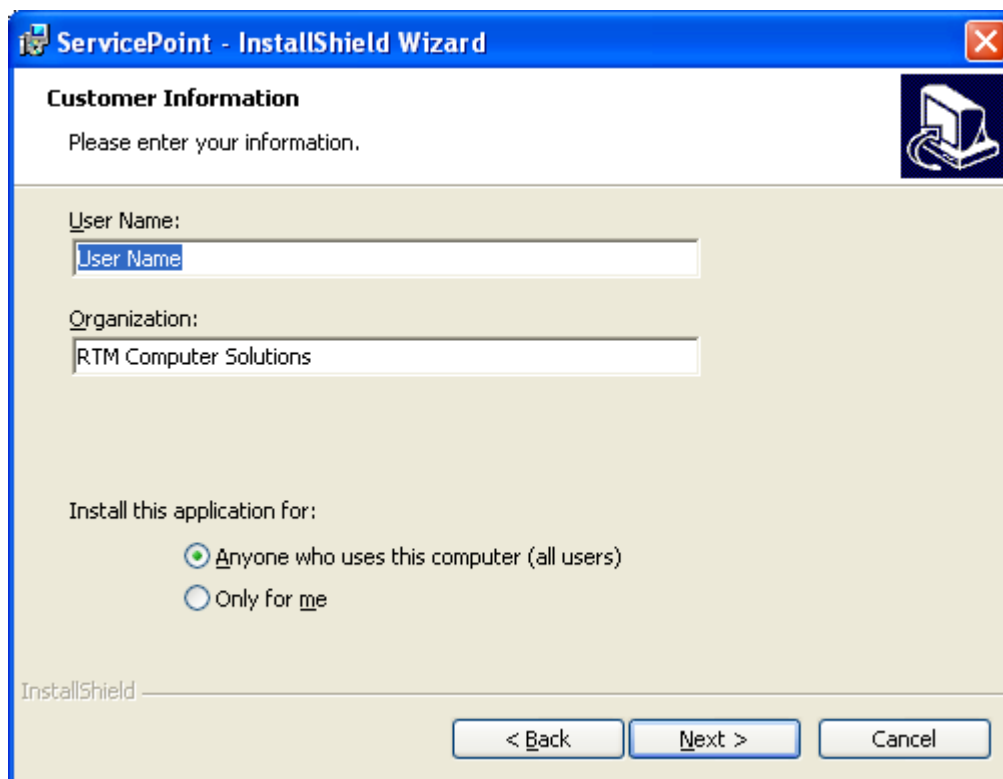 ServicePoint - InstallShield Wizard
Customer Information
Please enter your information.
User Name:
User Name
Organization:
RTM Computer Solutions
Install this application for:
Anyone who uses this computer (all users)
Only for me
InstallShield
< Back Next > Cancel